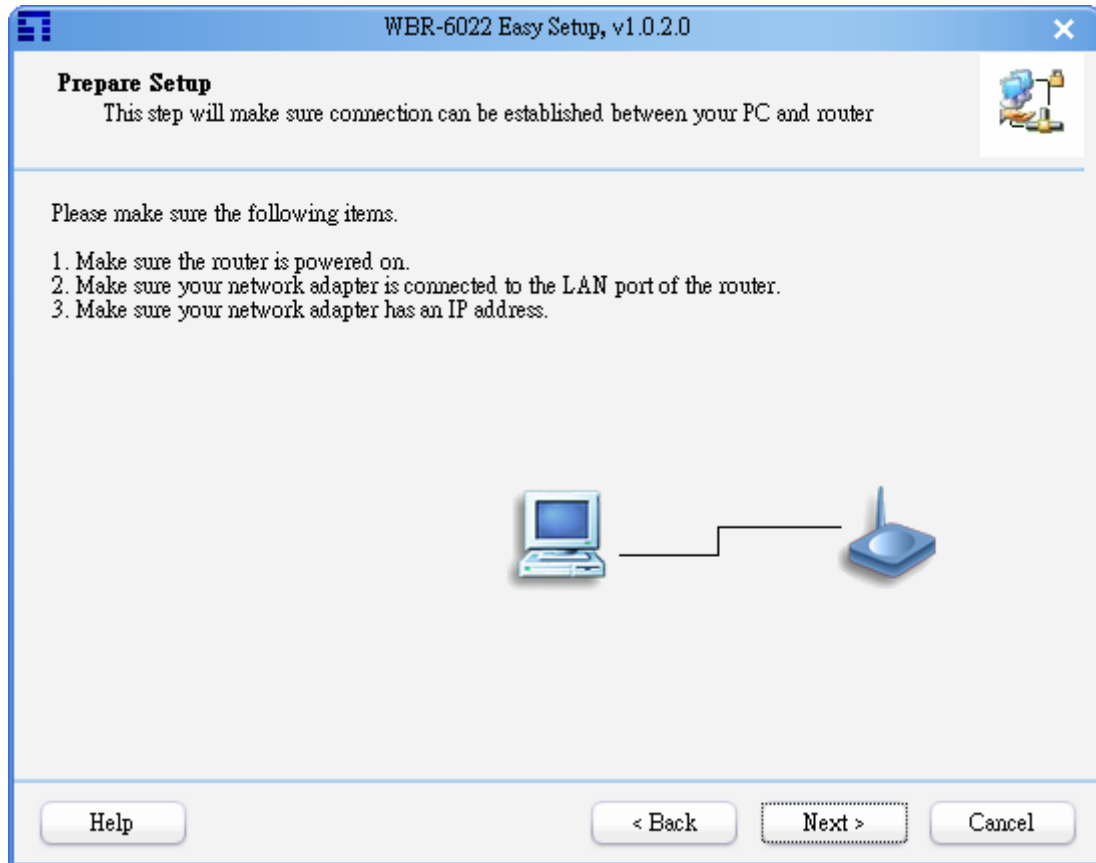 WBR-6022 Easy Setup, v1.0.2.0
Prepare Setup
This step will make sure connection can be established between your PC and router
Please make sure the following items.
1. Make sure the router is powered on.
2. Make sure your network adapter is connected to the LAN port of the router.
3. Make sure your network adapter has an IP address.
Help
< Back
Next >
Cancel